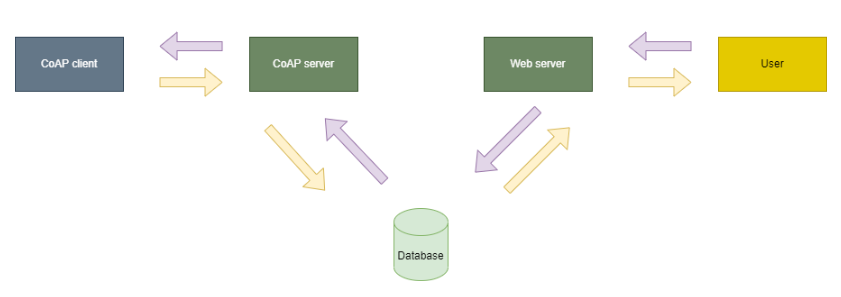 CoAP client
CoAP server
Web server
User
Database